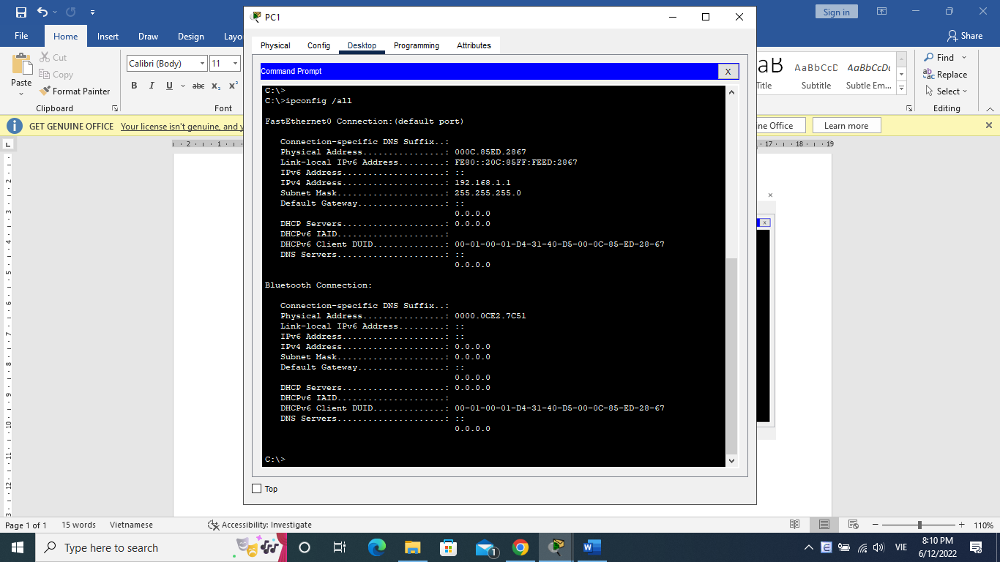 PC1
Sign in
File
Home
Insert
Draw
Design
Layo
Share
Physical
Config
Desktop
Programming
Attributes
Paste
Cut
Copy
Format Painter
Clipboard
Calibri (Body)
11
B I U abc x₂ x²
Font
AaBbCcD
AaBbCcDo
Title
Subtitle
Subtle Em...
Find
Replace
Select
Editing
GET GENUINE OFFICE Your license isn't genuine, and y
ine Office
Learn more
Command Prompt
X
C:\>
C:\>ipconfig /all
FastEthernet0 Connection:(default port)
Connection-specific DNS Suffix..:
Physical Address................: 000C.85ED.2867
Link-local IPv6 Address.........: FE80::20C:85FF:FEED:2867
IPv6 Address....................: ::
IPv4 Address....................: 192.168.1.1
Subnet Mask.....................: 255.255.255.0
Default Gateway.................: ::
0.0.0.0
DHCP Servers....................: 0.0.0.0
DHCPv6 IAID.....................:
DHCPv6 Client DUID..............: 00-01-00-01-D4-31-40-D5-00-0C-85-ED-28-67
DNS Servers.....................: ::
0.0.0.0
Bluetooth Connection:
Connection-specific DNS Suffix..:
Physical Address................: 0000.0CE2.7C51
Link-local IPv6 Address.........: ::
IPv6 Address....................: ::
IPv4 Address....................: 0.0.0.0
Subnet Mask.....................: 0.0.0.0
Default Gateway.................: ::
0.0.0.0
DHCP Servers....................: 0.0.0.0
DHCPv6 IAID.....................:
DHCPv6 Client DUID..............: 00-01-00-01-D4-31-40-D5-00-0C-85-ED-28-67
DNS Servers.....................: ::
0.0.0.0
C:\>
Top
Page 1 of 1
15 words
Vietnamese
Accessibility: Investigate
110%
Type here to search
1
VIE
8:10 PM
6/12/2022